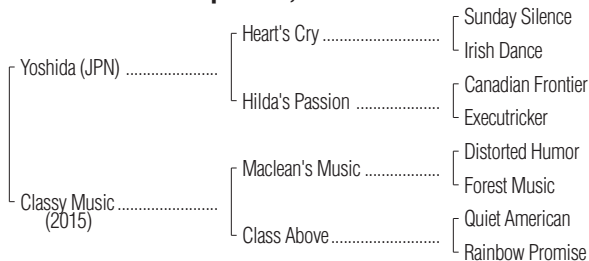 Sunday Silence
Heart's Cry
Irish Dance
Yoshida (JPN)
Canadian Frontier
Hilda's Passion
Executricker
Distorted Humor
Maclean's Music
Forest Music
Classy Music
(2015)
Quiet American
Class Above
Rainbow Promise